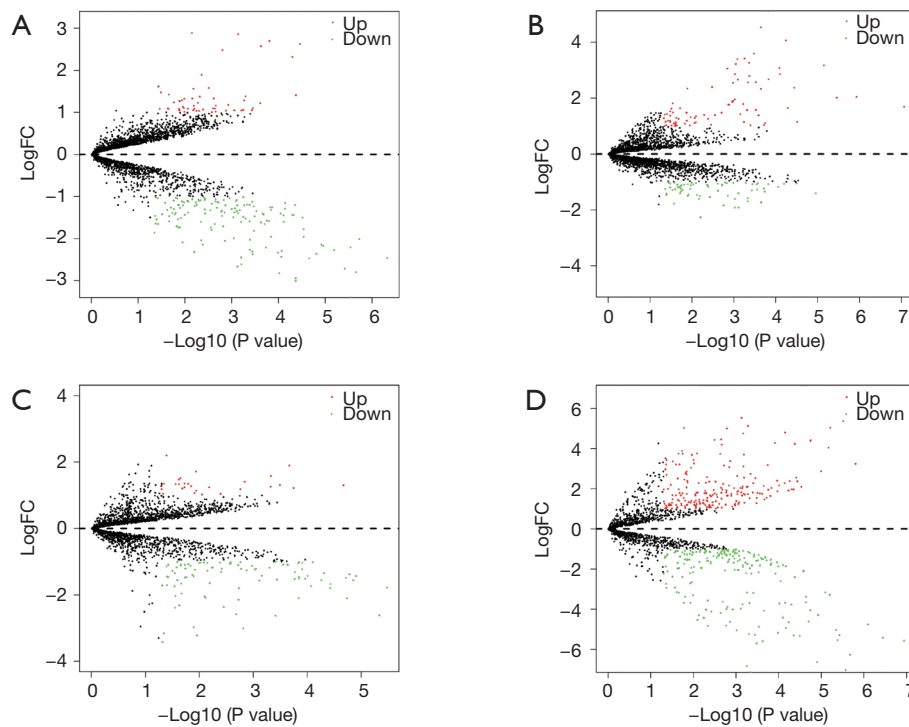 A
Up
Down
3
2
1
0
−1
−2
−3
LogFC
0 1 2 3 4 5 6
−Log10 (P value)
B
Up
Down
4
2
0
−2
−4
LogFC
0 1 2 3 4 5 6 7
−Log10 (P value)
C
Up
Down
4
2
0
−2
−4
LogFC
0 1 2 3 4 5
−Log10 (P value)
D
Up
Down
6
4
2
0
−2
−4
−6
LogFC
0 1 2 3 4 5 6 7
−Log10 (P value)